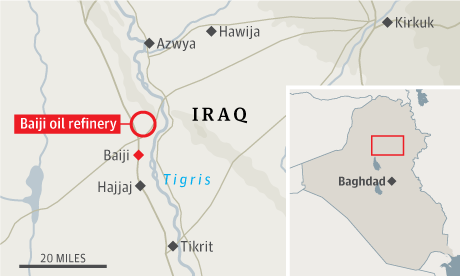 Kirkuk
Hawija
Azwya
IRAQ
Baiji oil refinery
Baiji
Tigris
Hajjaj
Baghdad
Tikrit
20 MILES